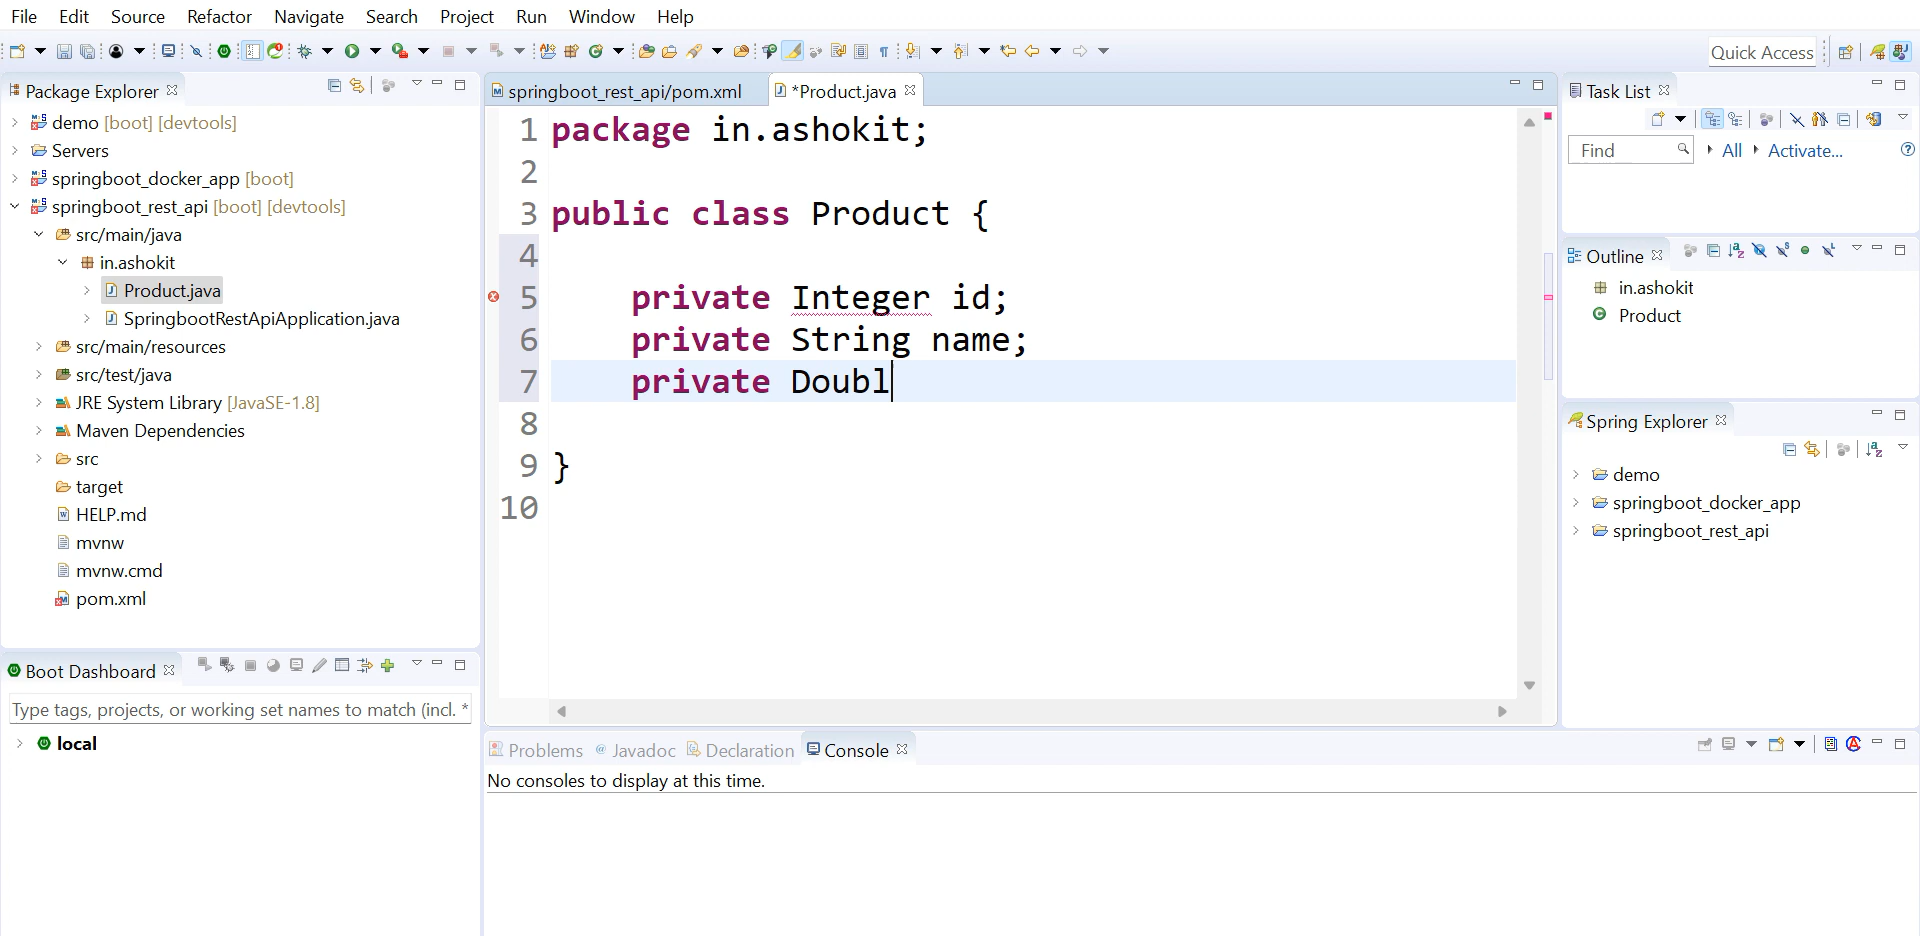 File Edit Source Refactor Navigate Search Project Run Window Help
Quick Access
Package Explorer
demo [boot] [devtools]
Servers
springboot_docker_app [boot]
springboot_rest_api [boot] [devtools]
src/main/java
in.ashokit
Product.java
SpringbootRestApiApplication.java
src/main/resources
src/test/java
JRE System Library [JavaSE-1.8]
Maven Dependencies
src
target
HELP.md
mvnw
mvnw.cmd
pom.xml
Boot Dashboard
Type tags, projects, or working set names to match (incl. *
local
springboot_rest_api/pom.xml
*Product.java
1 package in.ashokit;
2
3 public class Product {
4
5 private Integer id;
6 private String name;
7 private Doubl
8
9 }
10
Problems @ Javadoc Declaration Console
No consoles to display at this time.
Task List
Find All Activate...
Outline
in.ashokit
Product
Spring Explorer
demo
springboot_docker_app
springboot_rest_api